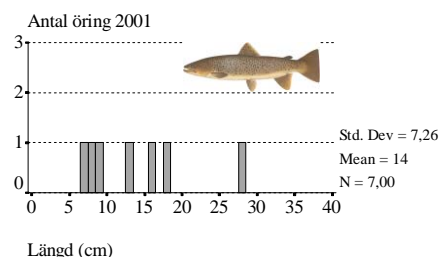 Antal öring 2001
3
2
1
0
0 5 10 15 20 25 30 35 40
Std. Dev = 7,26
Mean = 14
N = 7,00
Längd (cm)